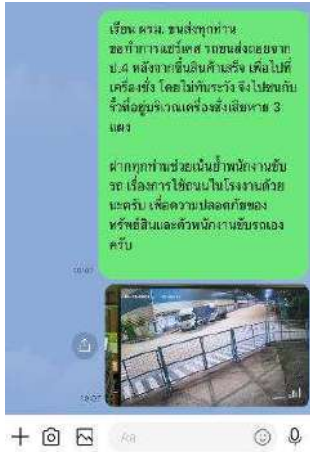 เรียน ผรม. ขนส่งทุกท่าน
ขอทำการแชร์เคส รถขนส่งถอยจาก
ป.4 หลังจากขึ้นสินค้าเสร็จ เพื่อไปที่
เครื่องชั่ง โดยไม่ทันระวัง จึงไปชนกับ
รั้วที่อยู่บริเวณเครื่องชั่งเสียหาย 3
แผง
ฝากทุกท่านช่วยเน้นย้ำพนักงานขับ
รถ เรื่องการใช้ถนนในโรงงานด้วย
นะครับ เพื่อความปลอดภัยของ
ทรัพย์สินและตัวพนักงานขับรถเอง
ครับ
Aa